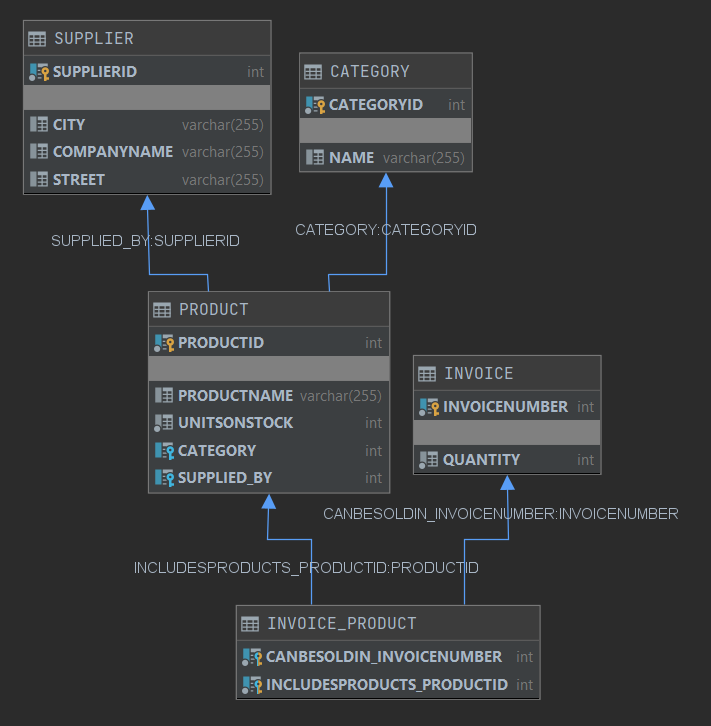 SUPPLIER
SUPPLIERID int
CITY varchar(255)
COMPANYNAME varchar(255)
STREET varchar(255)
CATEGORY
CATEGORYID int
NAME varchar(255)
SUPPLIED_BY:SUPPLIERID
CATEGORY:CATEGORYID
PRODUCT
PRODUCTID int
PRODUCTNAME varchar(255)
UNITSONSTOCK int
CATEGORY int
SUPPLIED_BY int
INVOICE
INVOICENUMBER int
QUANTITY int
CANBESOLDIN_INVOICENUMBER:INVOICENUMBER
INCLUDESPRODUCTS_PRODUCTID:PRODUCTID
INVOICE_PRODUCT
CANBESOLDIN_INVOICENUMBER int
INCLUDESPRODUCTS_PRODUCTID int